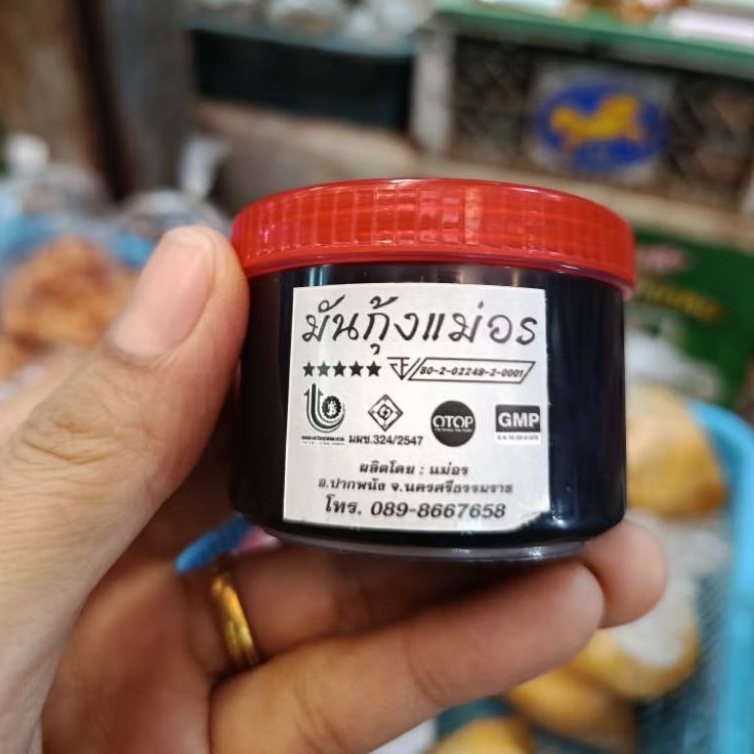 มันกุ้งแม่อร
80-2-02248-2-0001
มผช.324/2547
OTOP
GMP
ผลิตโดย : แม่อร
อ.ปากพนัง จ.นครศรีธรรมราช
โทร. 089-8667658